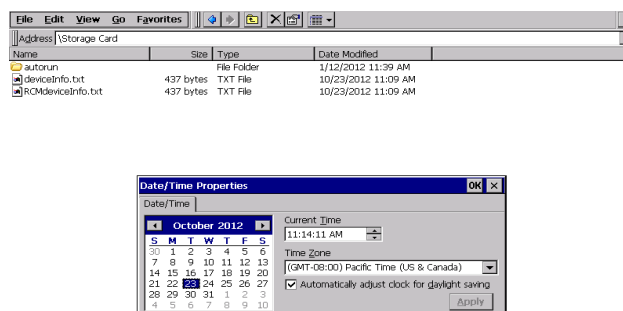 File Edit View Go Favorites
Address \Storage Card
Name Size Type Date Modified
autorun File Folder 1/12/2012 11:39 AM
deviceInfo.txt 437 bytes TXT File 10/23/2012 11:09 AM
RCMdeviceInfo.txt 437 bytes TXT File 10/23/2012 11:09 AM
Date/Time Properties OK ×
Date/Time
October 2012
S M T W T F S
30 1 2 3 4 5 6
7 8 9 10 11 12 13
14 15 16 17 18 19 20
21 22 23 24 25 26 27
28 29 30 31 1 2 3
4 5 6 7 8 9 10
Current Time
11:14:11 AM
Time Zone
(GMT-08:00) Pacific Time (US & Canada)
Automatically adjust clock for daylight saving
Apply